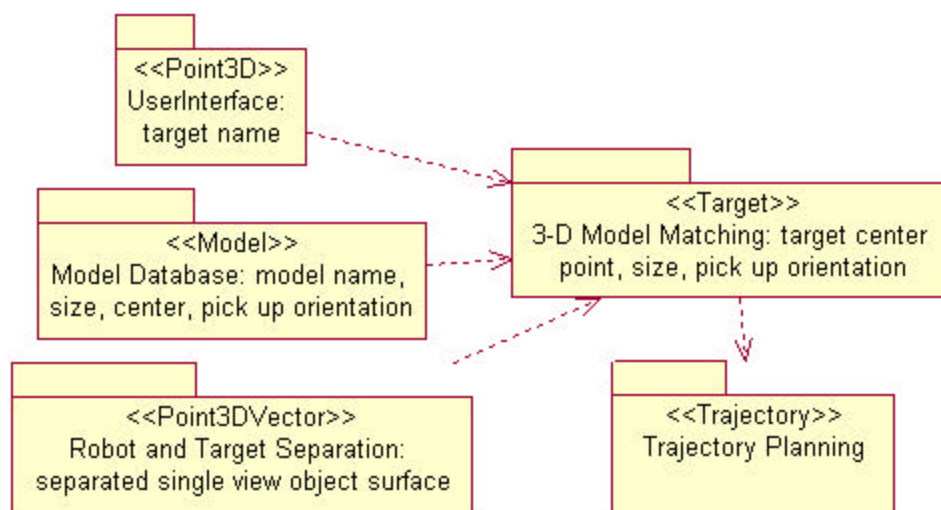 <<Point3D>>
UserInterface:
target name
<<Model>>
Model Database: model name,
size, center, pick up orientation
<<Point3DVector>>
Robot and Target Separation:
separated single view object surface
<<Target>>
3-D Model Matching: target center
point, size, pick up orientation
<<Trajectory>>
Trajectory Planning